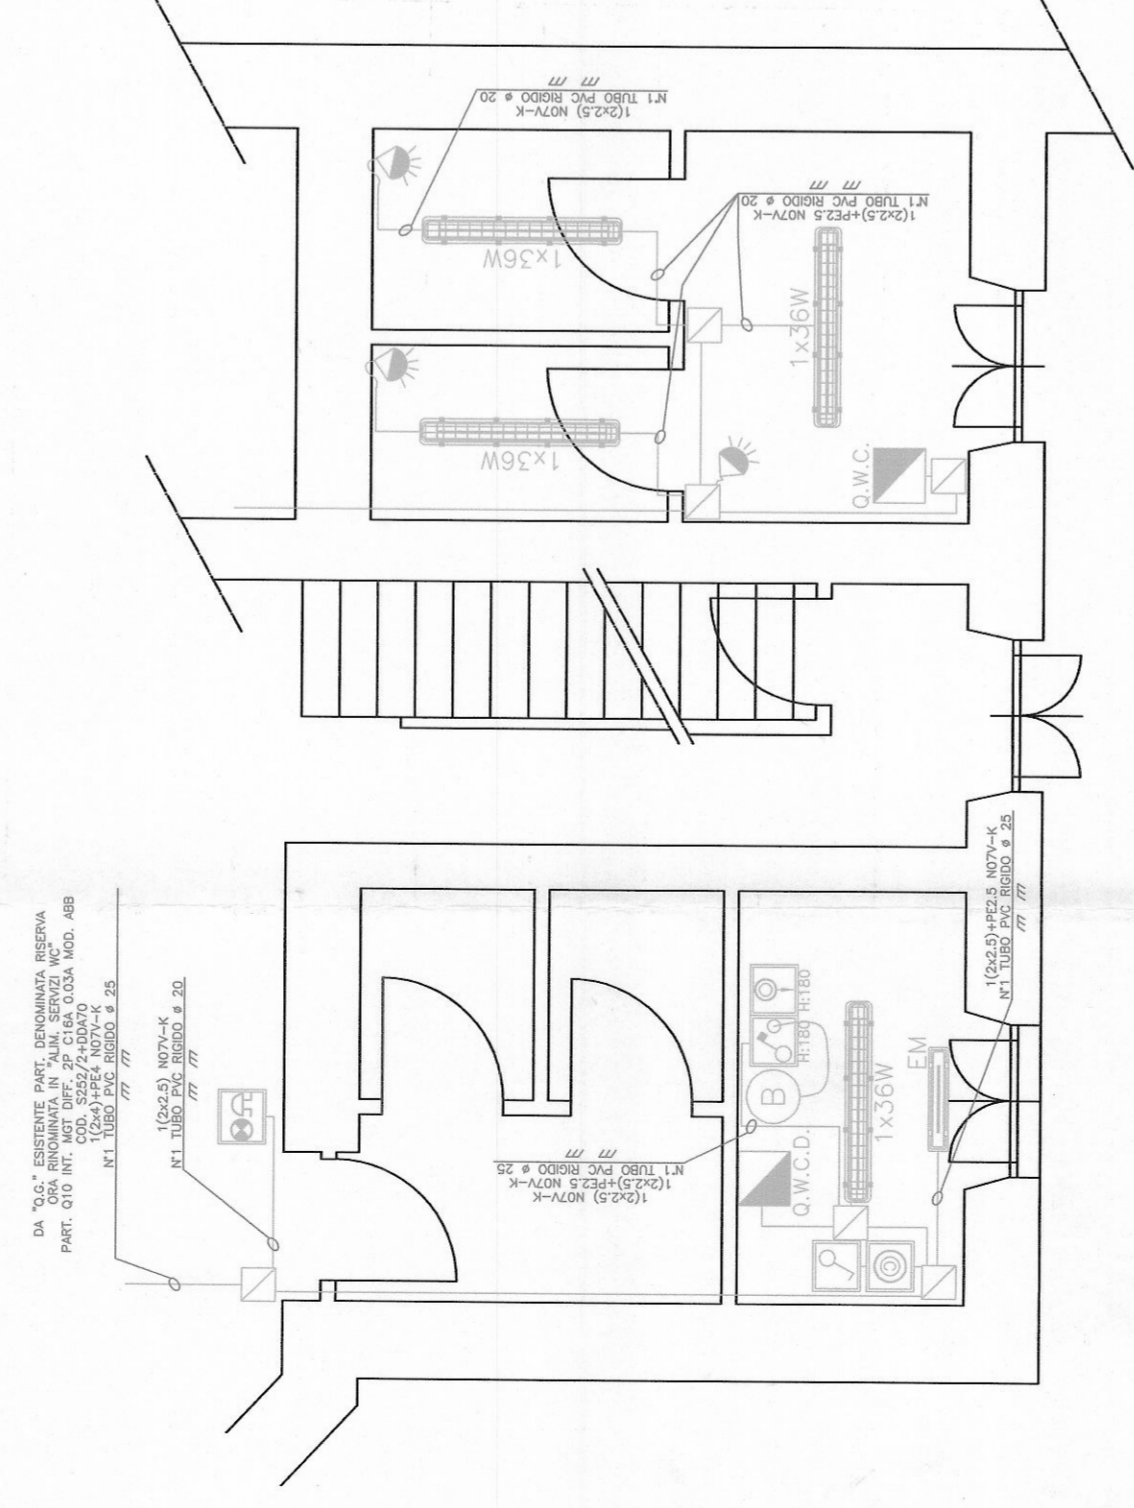 DA "Q.G." ESISTENTE PART. DENOMINATA RISERVA
ORA RINOMINATA IN "ALIM. SERVIZI WC"
PART. Q10 INT. MGT DIFF. 2P C16A 0.03A MOD. ABB
COD. S252/2+DDA70
1(2x4)+PE4 N07V-K
N°1 TUBO PVC RIGIDO ø 25
1(2x2.5) N07V-K
N°1 TUBO PVC RIGIDO ø 20
1(2x2.5) N07V-K
N°1 TUBO PVC RIGIDO ø 20
1x36W
1(2x2.5)+PE2.5 N07V-K
N°1 TUBO PVC RIGIDO ø 20
1x36W
1x36W
Q.W.C.
1(2x2.5)+PE2.5 N07V-K
N°1 TUBO PVC RIGIDO ø 25
H:180
H:180
B
EM
1x36W
1(2x2.5) N07V-K
1(2x2.5)+PE2.5 N07V-K
N°1 TUBO PVC RIGIDO ø 25
Q.W.C.D.
C